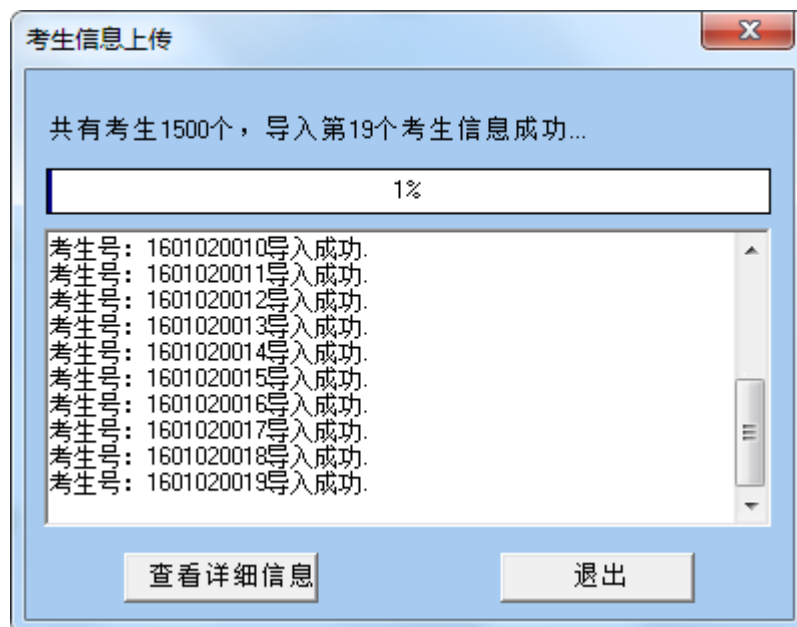 考生信息上传
共有考生1500个，导入第19个考生信息成功...
1%
考生号：1601020010导入成功.
考生号：1601020011导入成功.
考生号：1601020012导入成功.
考生号：1601020013导入成功.
考生号：1601020014导入成功.
考生号：1601020015导入成功.
考生号：1601020016导入成功.
考生号：1601020017导入成功.
考生号：1601020018导入成功.
考生号：1601020019导入成功.
查看详细信息 退出